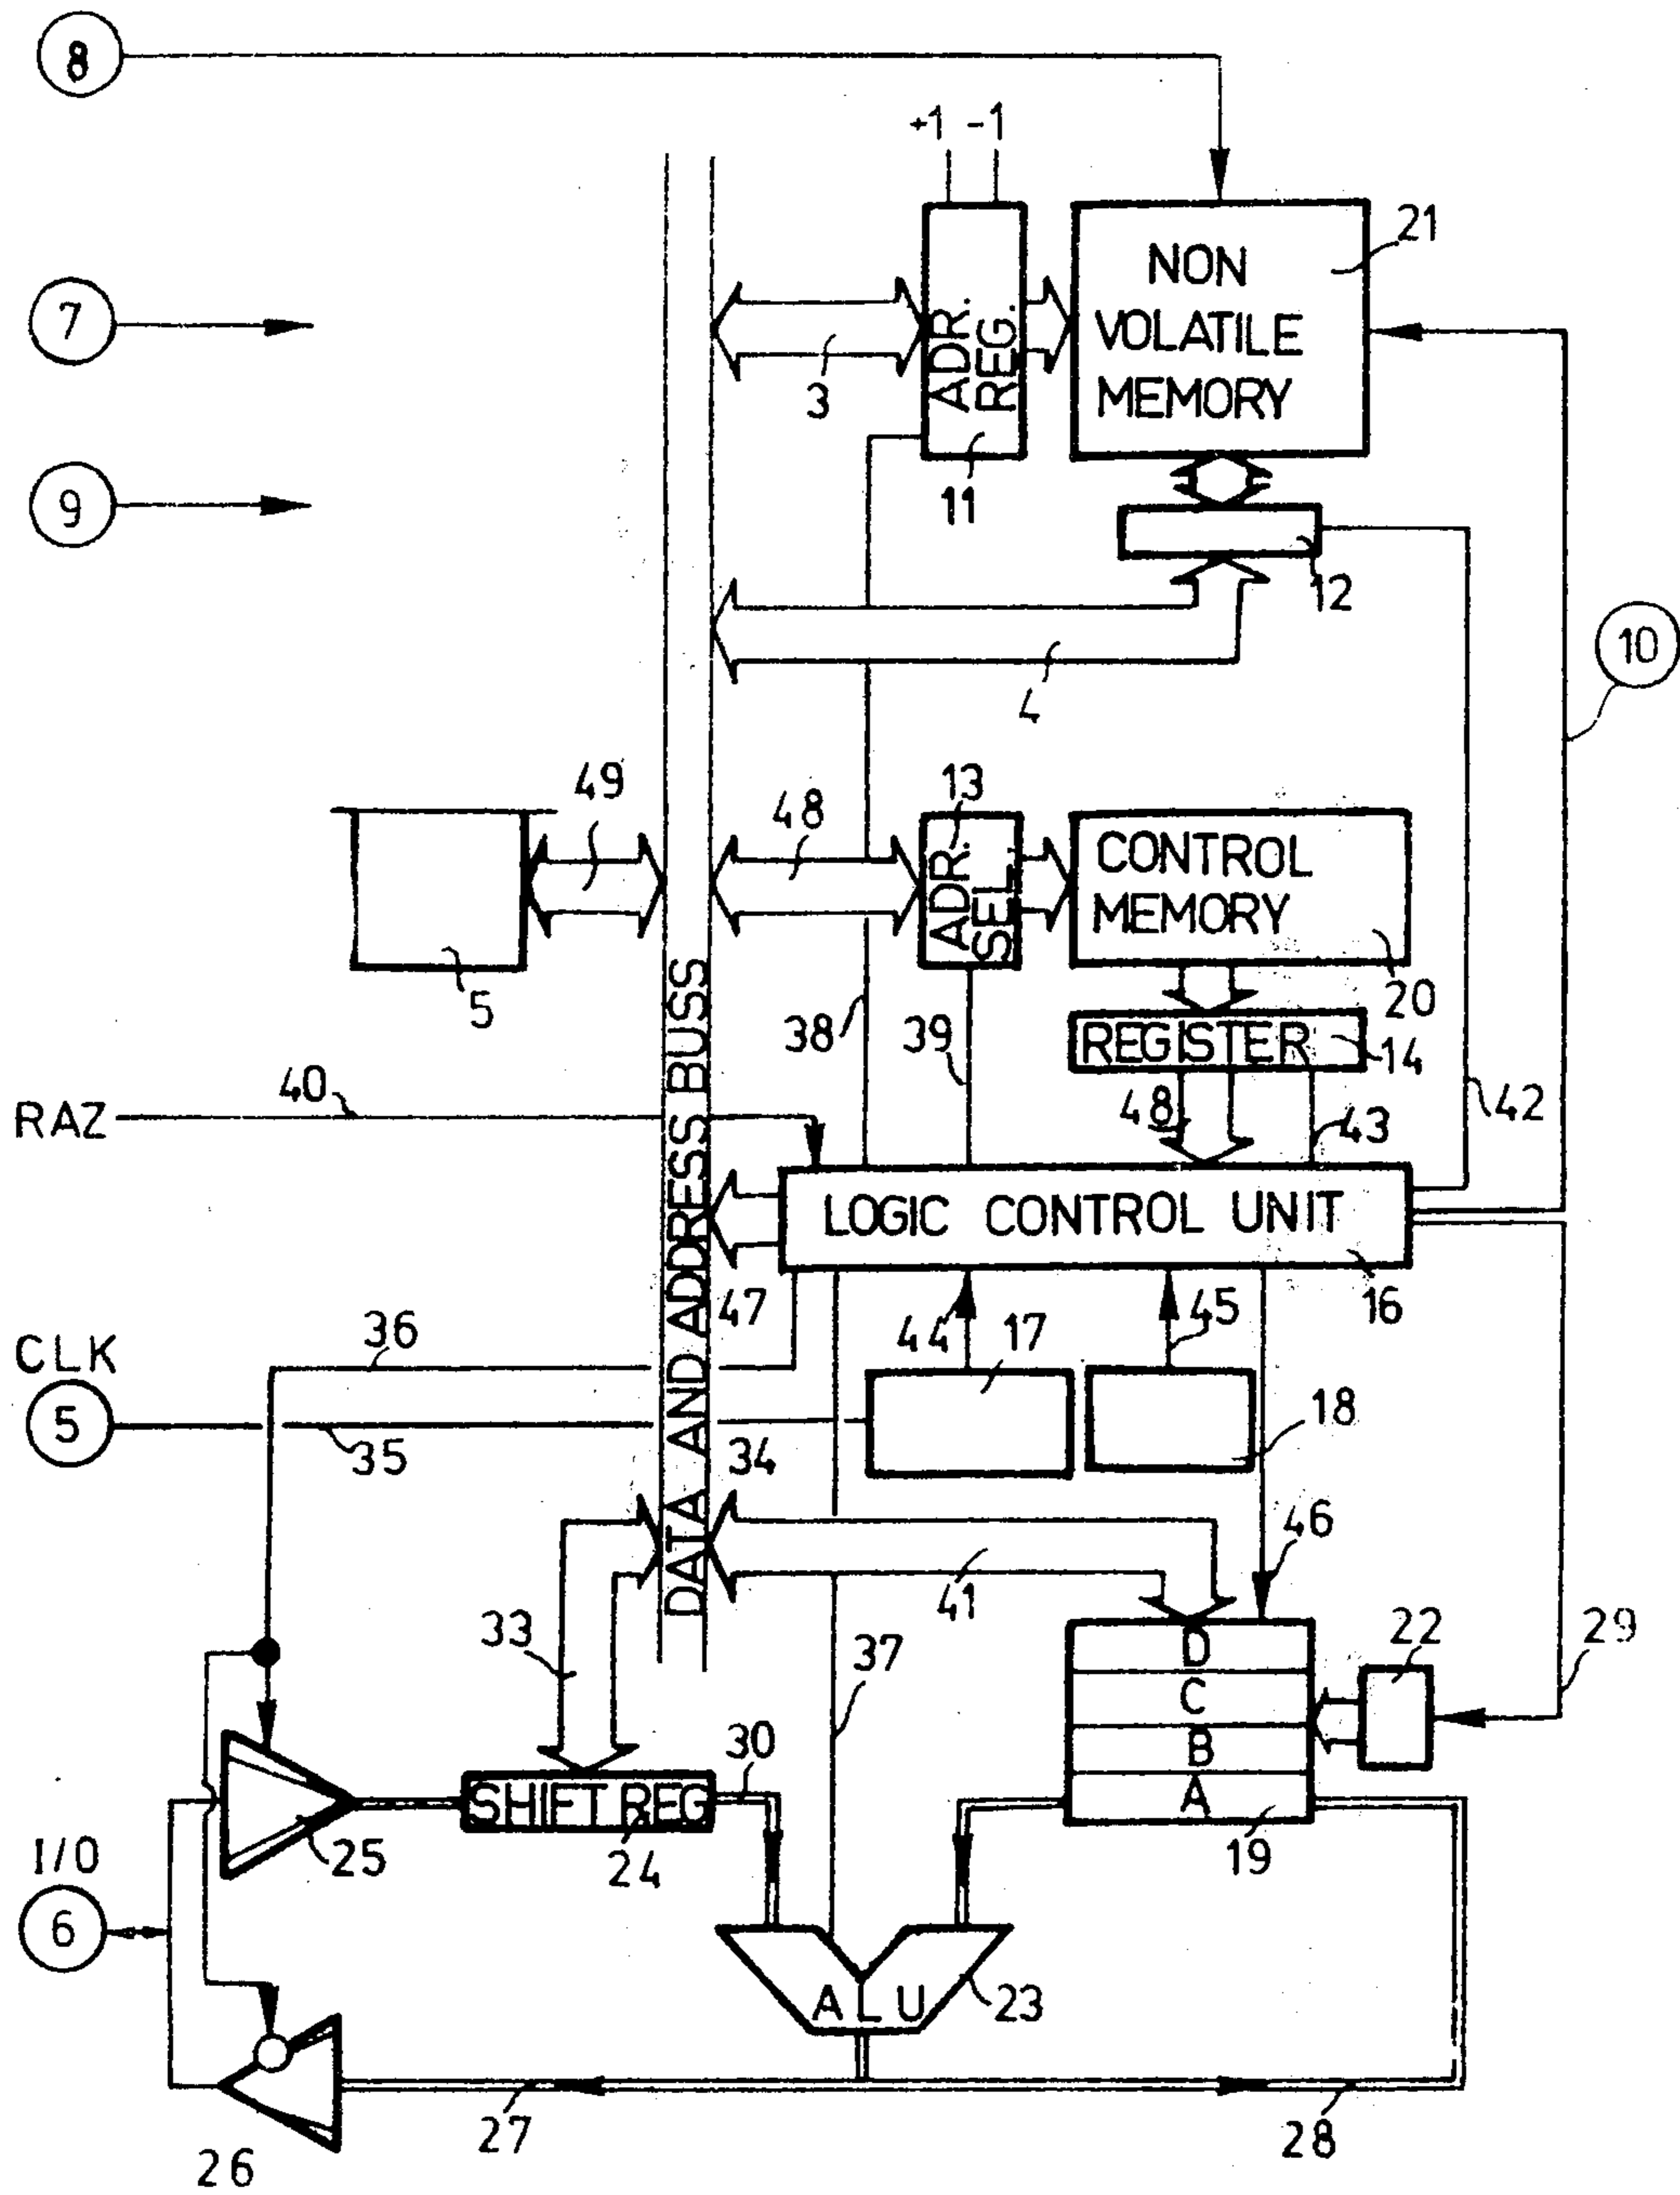 8
+1 -1
21
NON
VOLATILE
MEMORY
7
3
ADR.
REG.
11
9
12
10
4
13
49
48
ADR.
SEL.
CONTROL
MEMORY
5
20
38
39
REGISTER
14
40
RAZ
48
43
42
DATA AND ADDRESS BUSS
LOGIC CONTROL UNIT
47
16
36
44
17
45
CLK
5
18
35
34
46
41
33
37
D
22
29
C
B
30
A
SHIFT REG
25
24
19
I/O
6
ALU
23
27
28
26